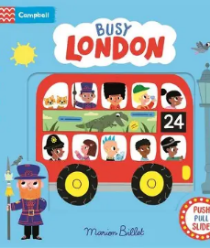 Campbell
BUSY
LONDON
24
Marion Billet
PUSH
PULL
SLIDE